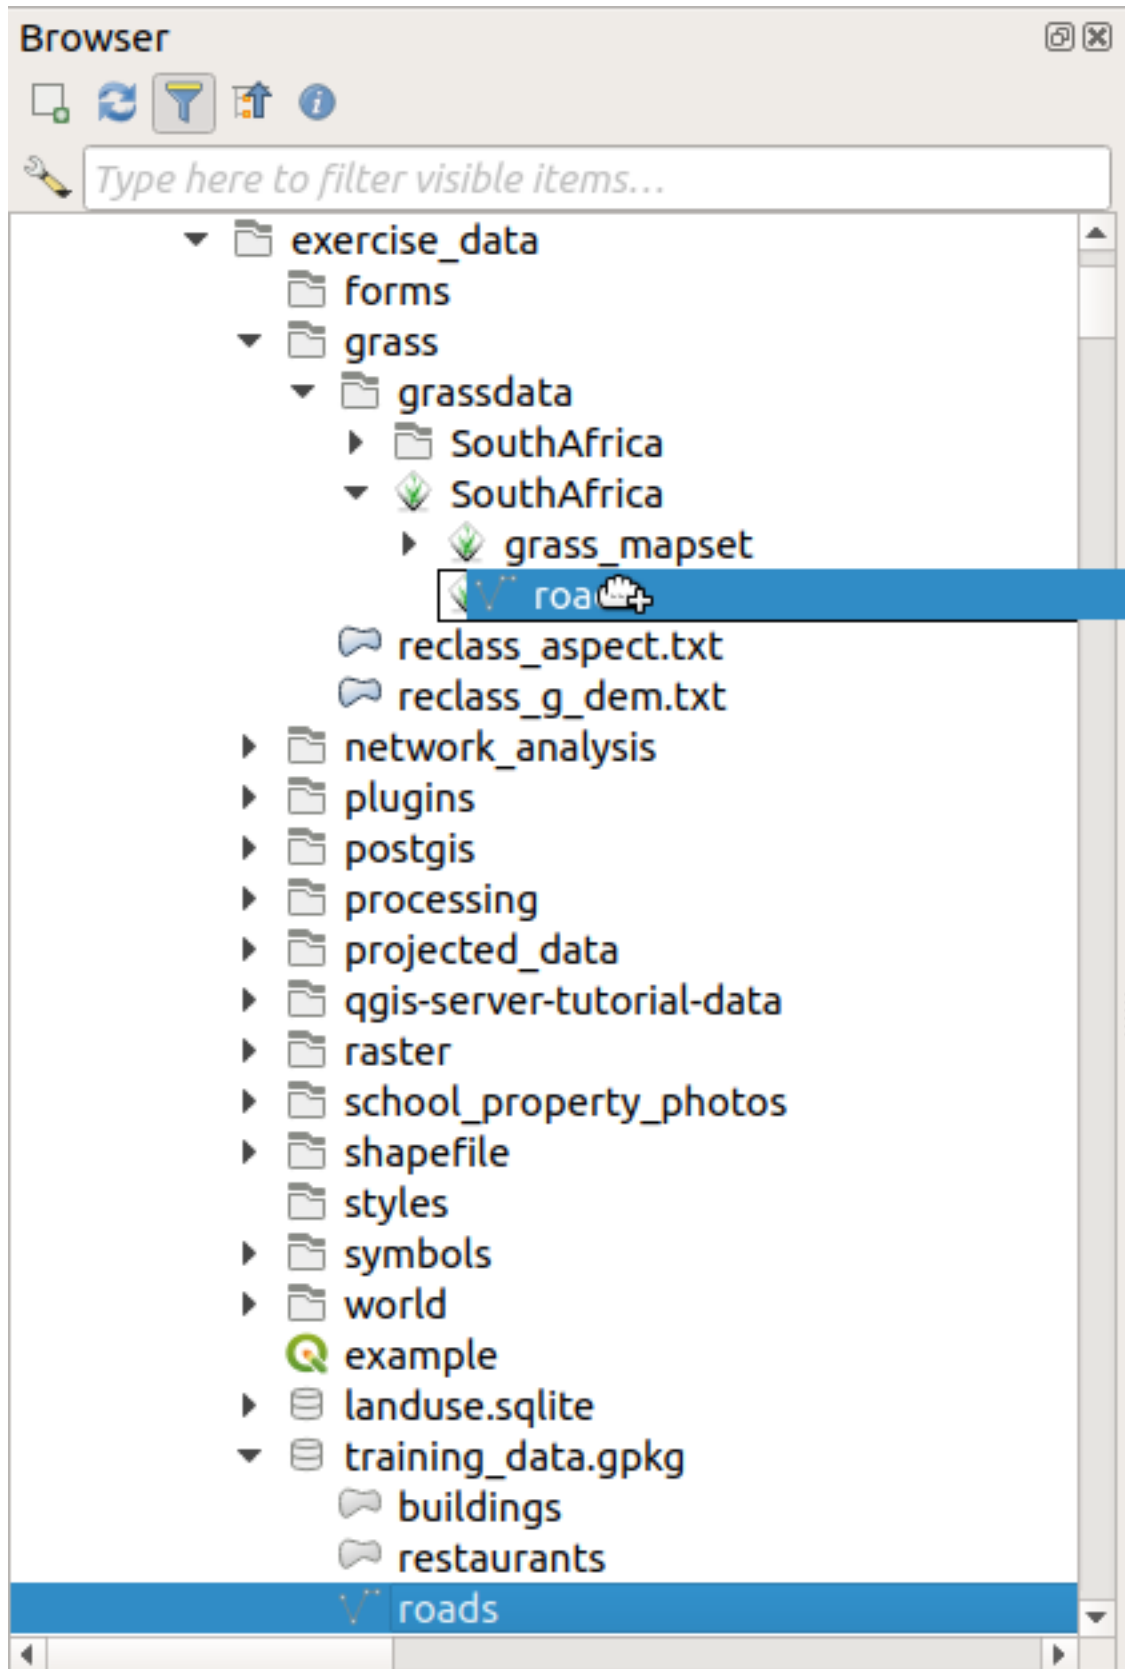 Browser
Type here to filter visible items...
exercise_data
forms
grass
grassdata
SouthAfrica
SouthAfrica
grass_mapset
reclass_aspect.txt
reclass_g_dem.txt
network_analysis
plugins
postgis
processing
projected_data
qgis-server-tutorial-data
raster
school_property_photos
shapefile
styles
symbols
world
example
landuse.sqlite
training_data.gpkg
buildings
restaurants
roads